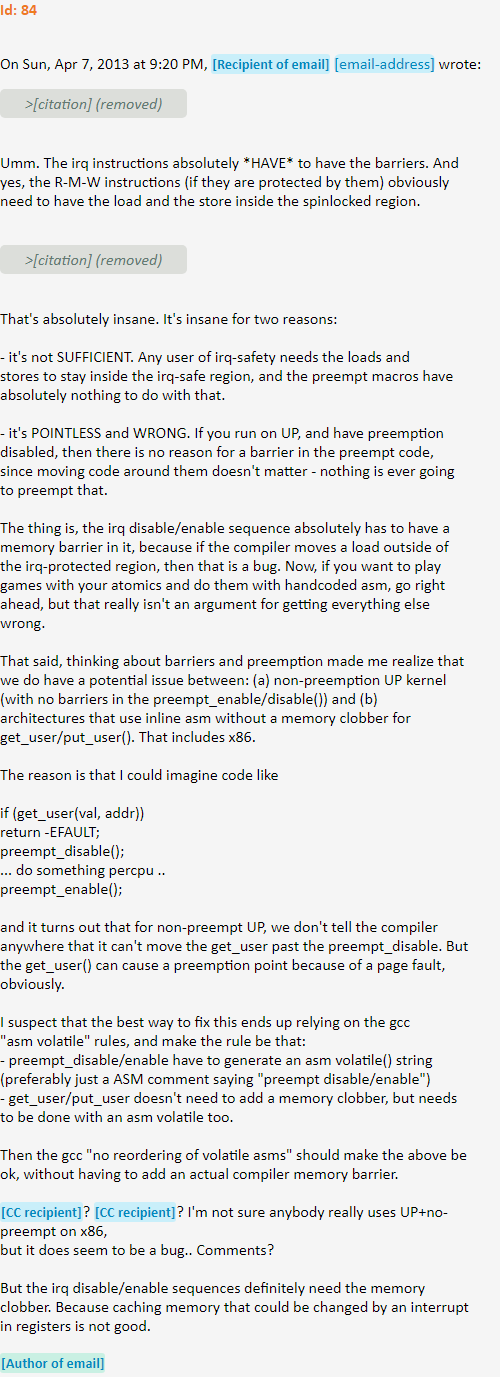 Id: 84
On Sun, Apr 7, 2013 at 9:20 PM, [Recipient of email] [email-address] wrote:
>[citation] (removed)
Umm. The irq instructions absolutely *HAVE* to have the barriers. And
yes, the R-M-W instructions (if they are protected by them) obviously
need to have the load and the store inside the spinlocked region.
>[citation] (removed)
That's absolutely insane. It's insane for two reasons:
- it's not SUFFICIENT. Any user of irq-safety needs the loads and
stores to stay inside the irq-safe region, and the preempt macros have
absolutely nothing to do with that.
- it's POINTLESS and WRONG. If you run on UP, and have preemption
disabled, then there is no reason for a barrier in the preempt code,
since moving code around them doesn't matter - nothing is ever going
to preempt that.
The thing is, the irq disable/enable sequence absolutely has to have a
memory barrier in it, because if the compiler moves a load outside of
the irq-protected region, then that is a bug. Now, if you want to play
games with your atomics and do them with handcoded asm, go right
ahead, but that really isn't an argument for getting everything else
wrong.
That said, thinking about barriers and preemption made me realize that
we do have a potential issue between: (a) non-preemption UP kernel
(with no barriers in the preempt_enable/disable()) and (b)
architectures that use inline asm without a memory clobber for
get_user/put_user(). That includes x86.
The reason is that I could imagine code like
if (get_user(val, addr))
return -EFAULT;
preempt_disable();
... do something percpu ..
preempt_enable();
and it turns out that for non-preempt UP, we don't tell the compiler
anywhere that it can't move the get_user past the preempt_disable. But
the get_user() can cause a preemption point because of a page fault,
obviously.
I suspect that the best way to fix this ends up relying on the gcc
"asm volatile" rules, and make the rule be that:
- preempt_disable/enable have to generate an asm volatile() string
(preferably just a ASM comment saying "preempt disable/enable")
- get_user/put_user doesn't need to add a memory clobber, but needs
to be done with an asm volatile too.
Then the gcc "no reordering of volatile asms" should make the above be
ok, without having to add an actual compiler memory barrier.
[CC recipient]? [CC recipient]? I'm not sure anybody really uses UP+no-
preempt on x86,
but it does seem to be a bug.. Comments?
But the irq disable/enable sequences definitely need the memory
clobber. Because caching memory that could be changed by an interrupt
in registers is not good.
[Author of email]